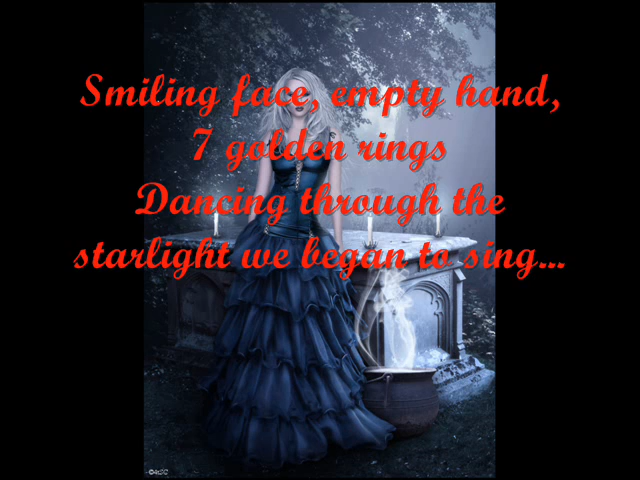 Smiling face, empty hand,
7 golden rings
Dancing through the
starlight we began to sing...